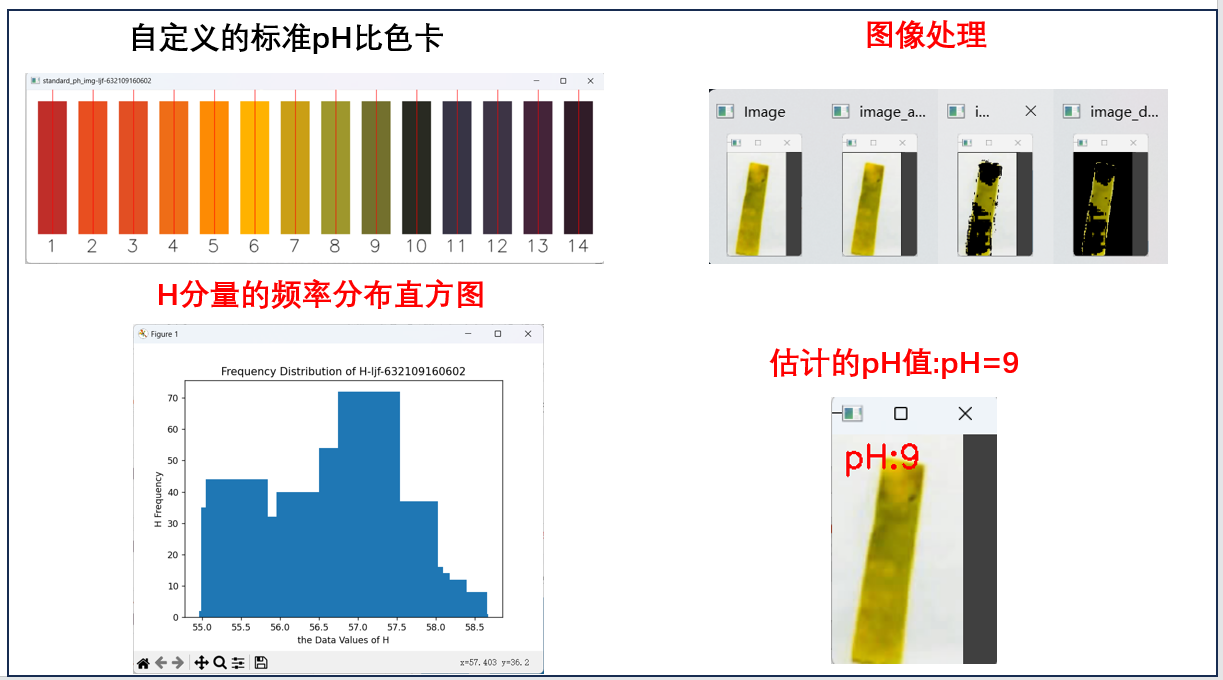 自定义的标准pH比色卡
standard_ph_img-ljf-632109160602
1 2 3 4 5 6 7 8 9 10 11 12 13 14
图像处理
Image image_a... i... image_d...
H分量的频率分布直方图
Figure 1
Frequency Distribution of H-ljf-632109160602
70
60
50
40
30
20
10
0
H Frequency
55.0 55.5 56.0 56.5 57.0 57.5 58.0 58.5
the Data Values of H
x=57.403 y=36.2
估计的pH值:pH=9
pH:9